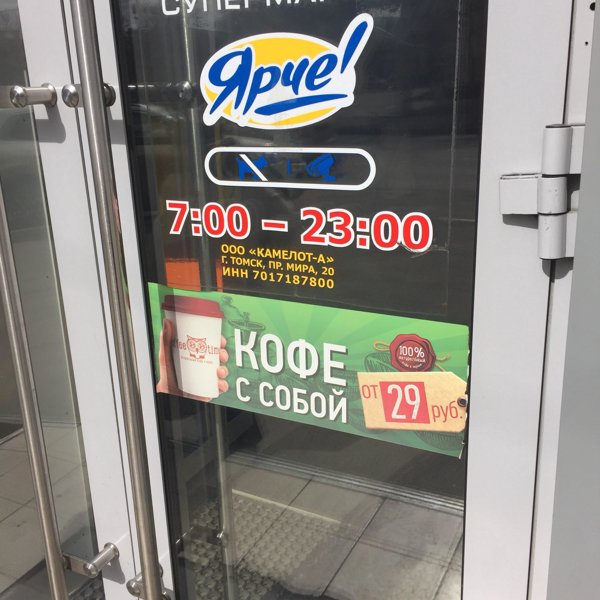 СУПЕРМАР
Ярче!
7:00 – 23:00
ООО «КАМЕЛОТ-А»
Г. ТОМСК, ПР. МИРА, 20
ИНН 7017187800
КОФЕ
С СОБОЙ
100%
от 29 руб.